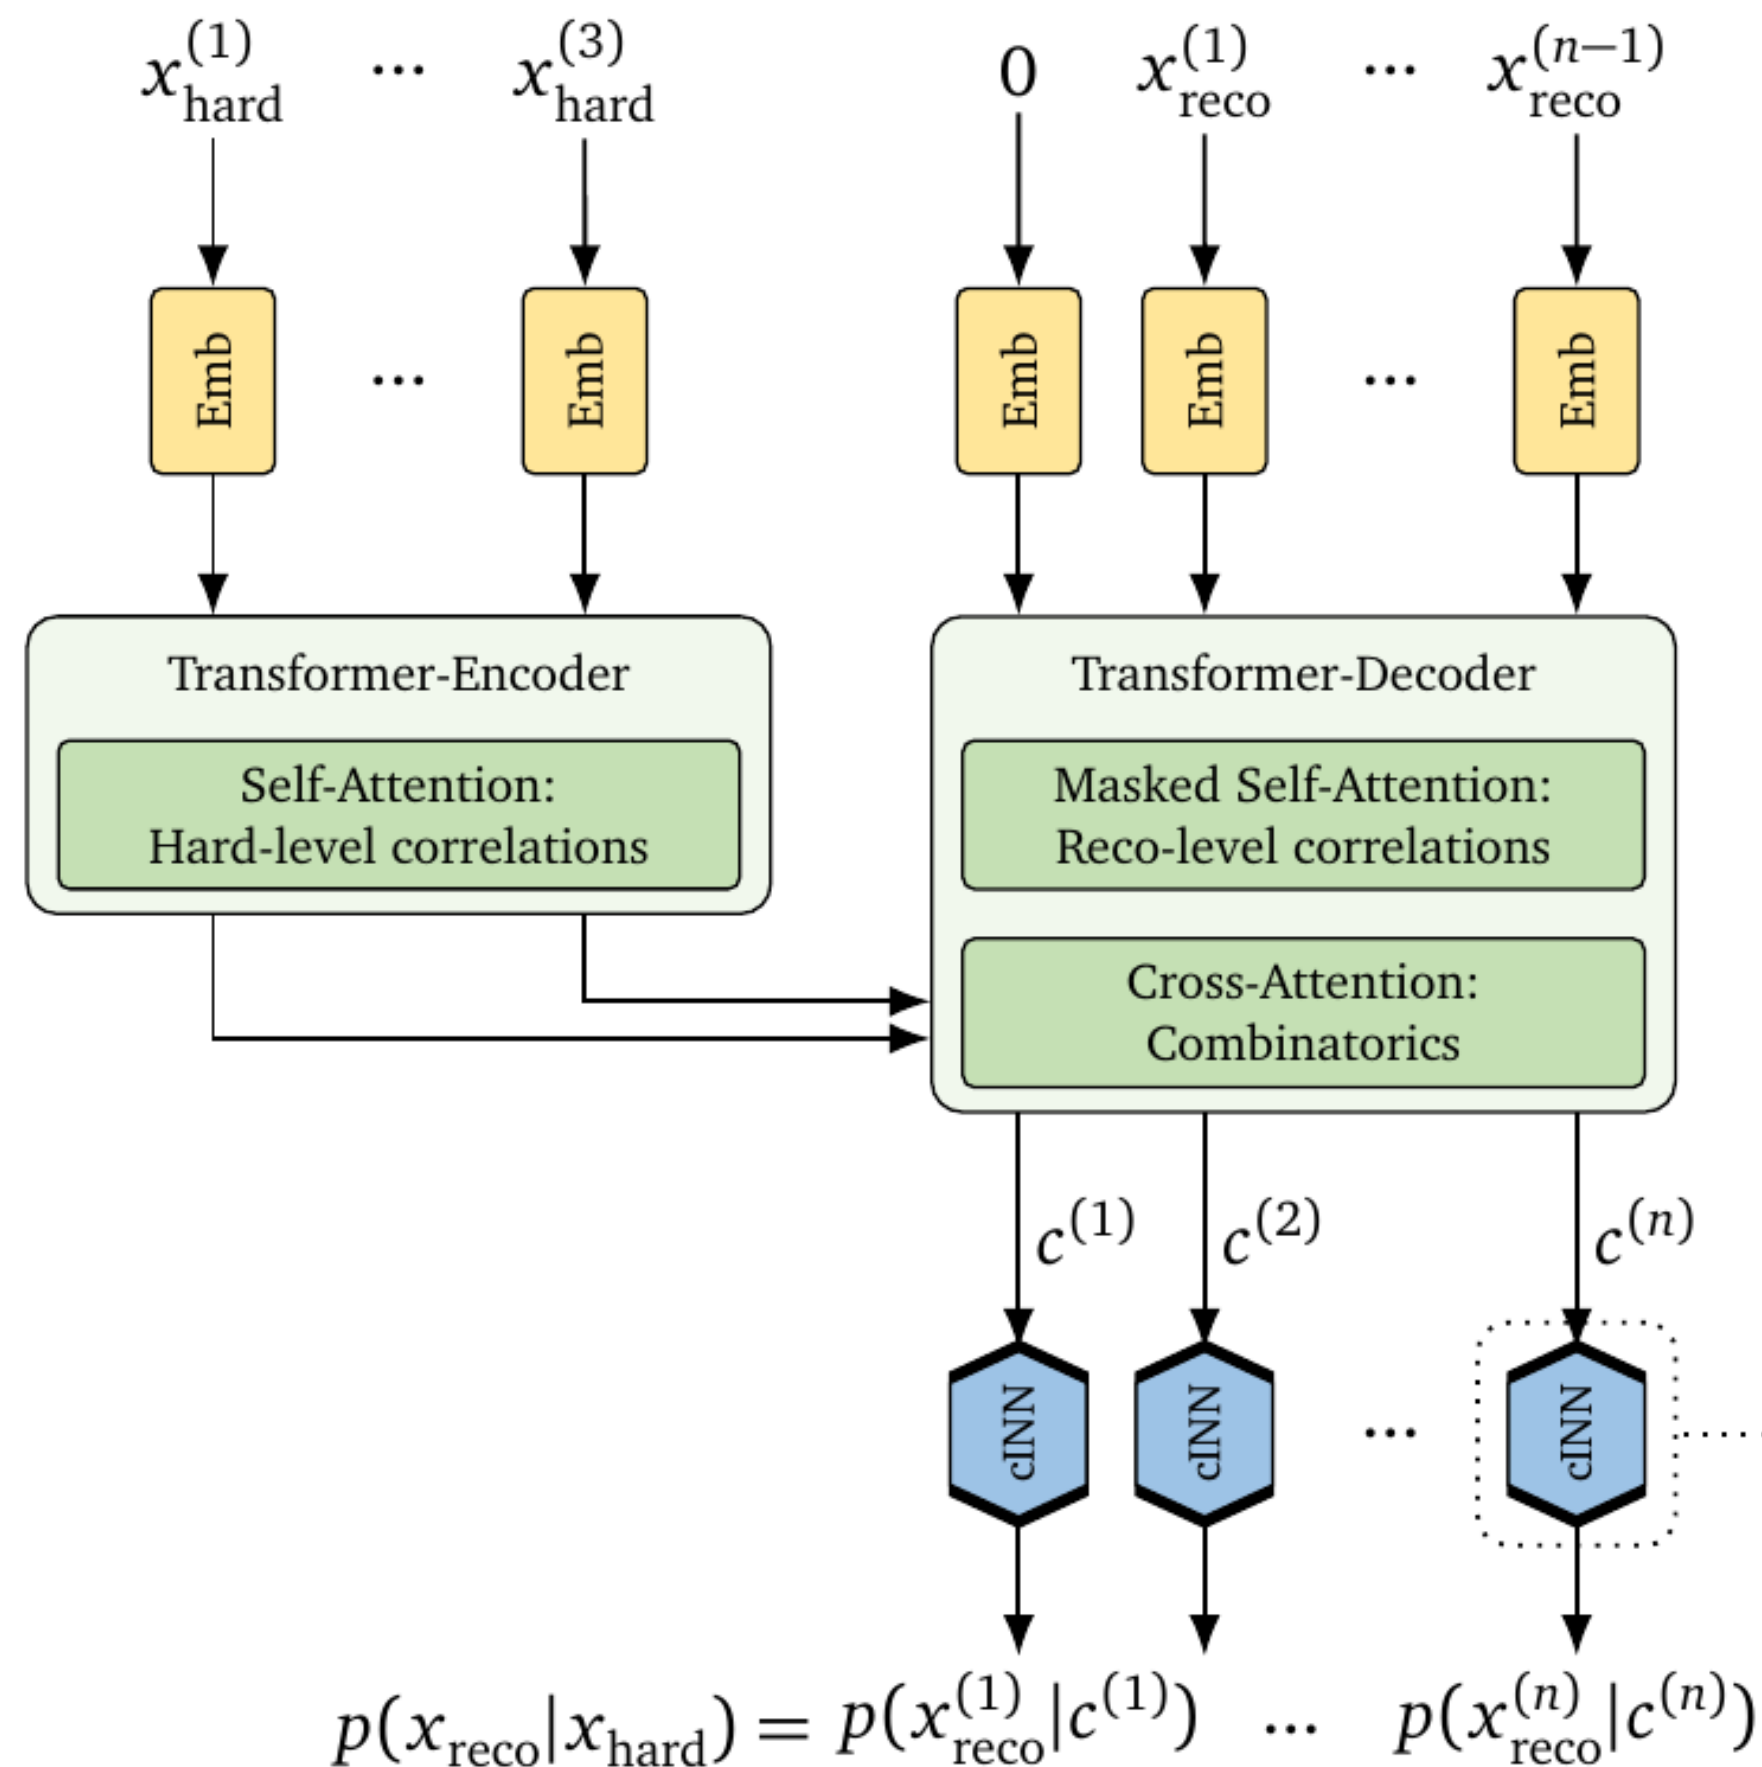 x_hard^(1) ... x_hard^(3) 0 x_reco^(1) ... x_reco^(n−1)
Emb ... Emb Emb Emb ... Emb
Transformer-Encoder
Self-Attention:
Hard-level correlations
Transformer-Decoder
Masked Self-Attention:
Reco-level correlations
Cross-Attention:
Combinatorics
c^(1) c^(2) c^(n)
cINN cINN ... cINN
p(x_reco|x_hard) = p(x_reco^(1)|c^(1)) ... p(x_reco^(n)|c^(n))